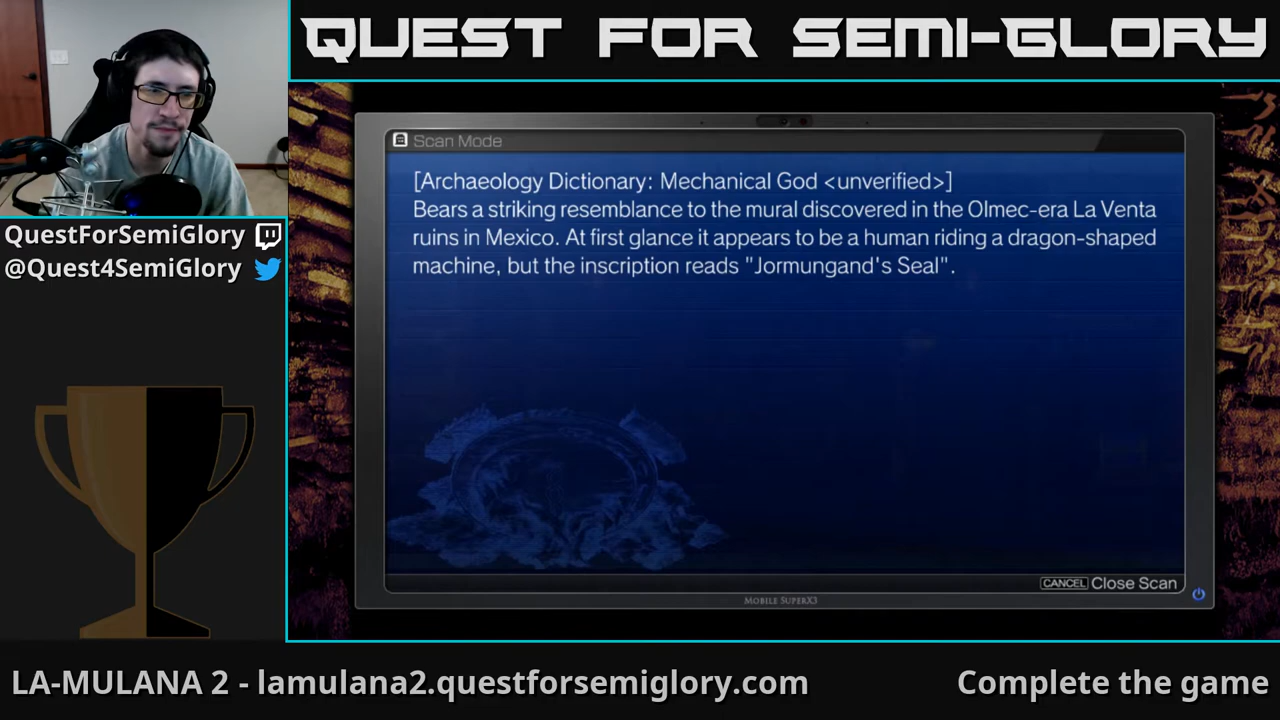 QUEST FOR SEMI-GLORY
Scan Mode
[Archaeology Dictionary: Mechanical God <unverified>]
Bears a striking resemblance to the mural discovered in the Olmec-era La Venta
ruins in Mexico. At first glance it appears to be a human riding a dragon-shaped
machine, but the inscription reads "Jormungand's Seal".
QuestForSemiGlory
@Quest4SemiGlory
CANCEL Close Scan
MOBILE SUPERX3
LA-MULANA 2 - lamulana2.questforsemiglory.com
Complete the game